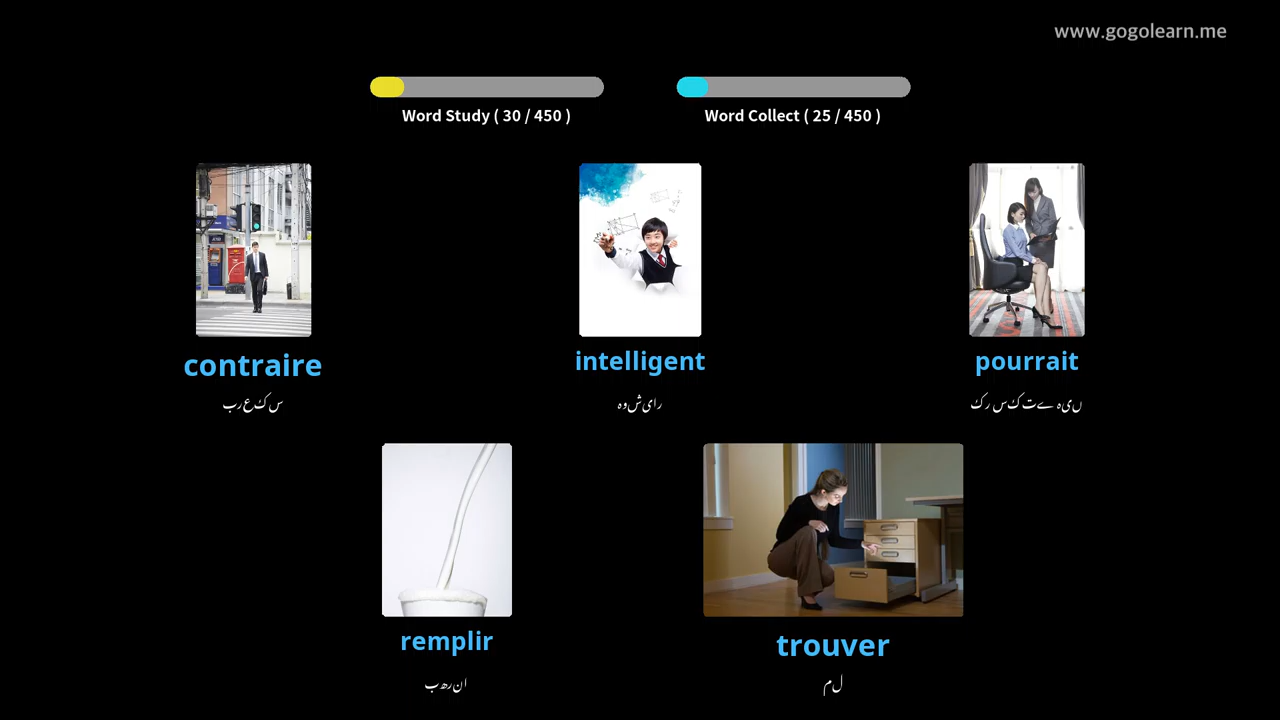 www.gogolearn.me
Word Study ( 30 / 450 )
Word Collect ( 25 / 450 )
contraire
intelligent
pourrait
برعکس
ہوشیار
کر سکتے ہیں
remplir
trouver
بھرنا
مل